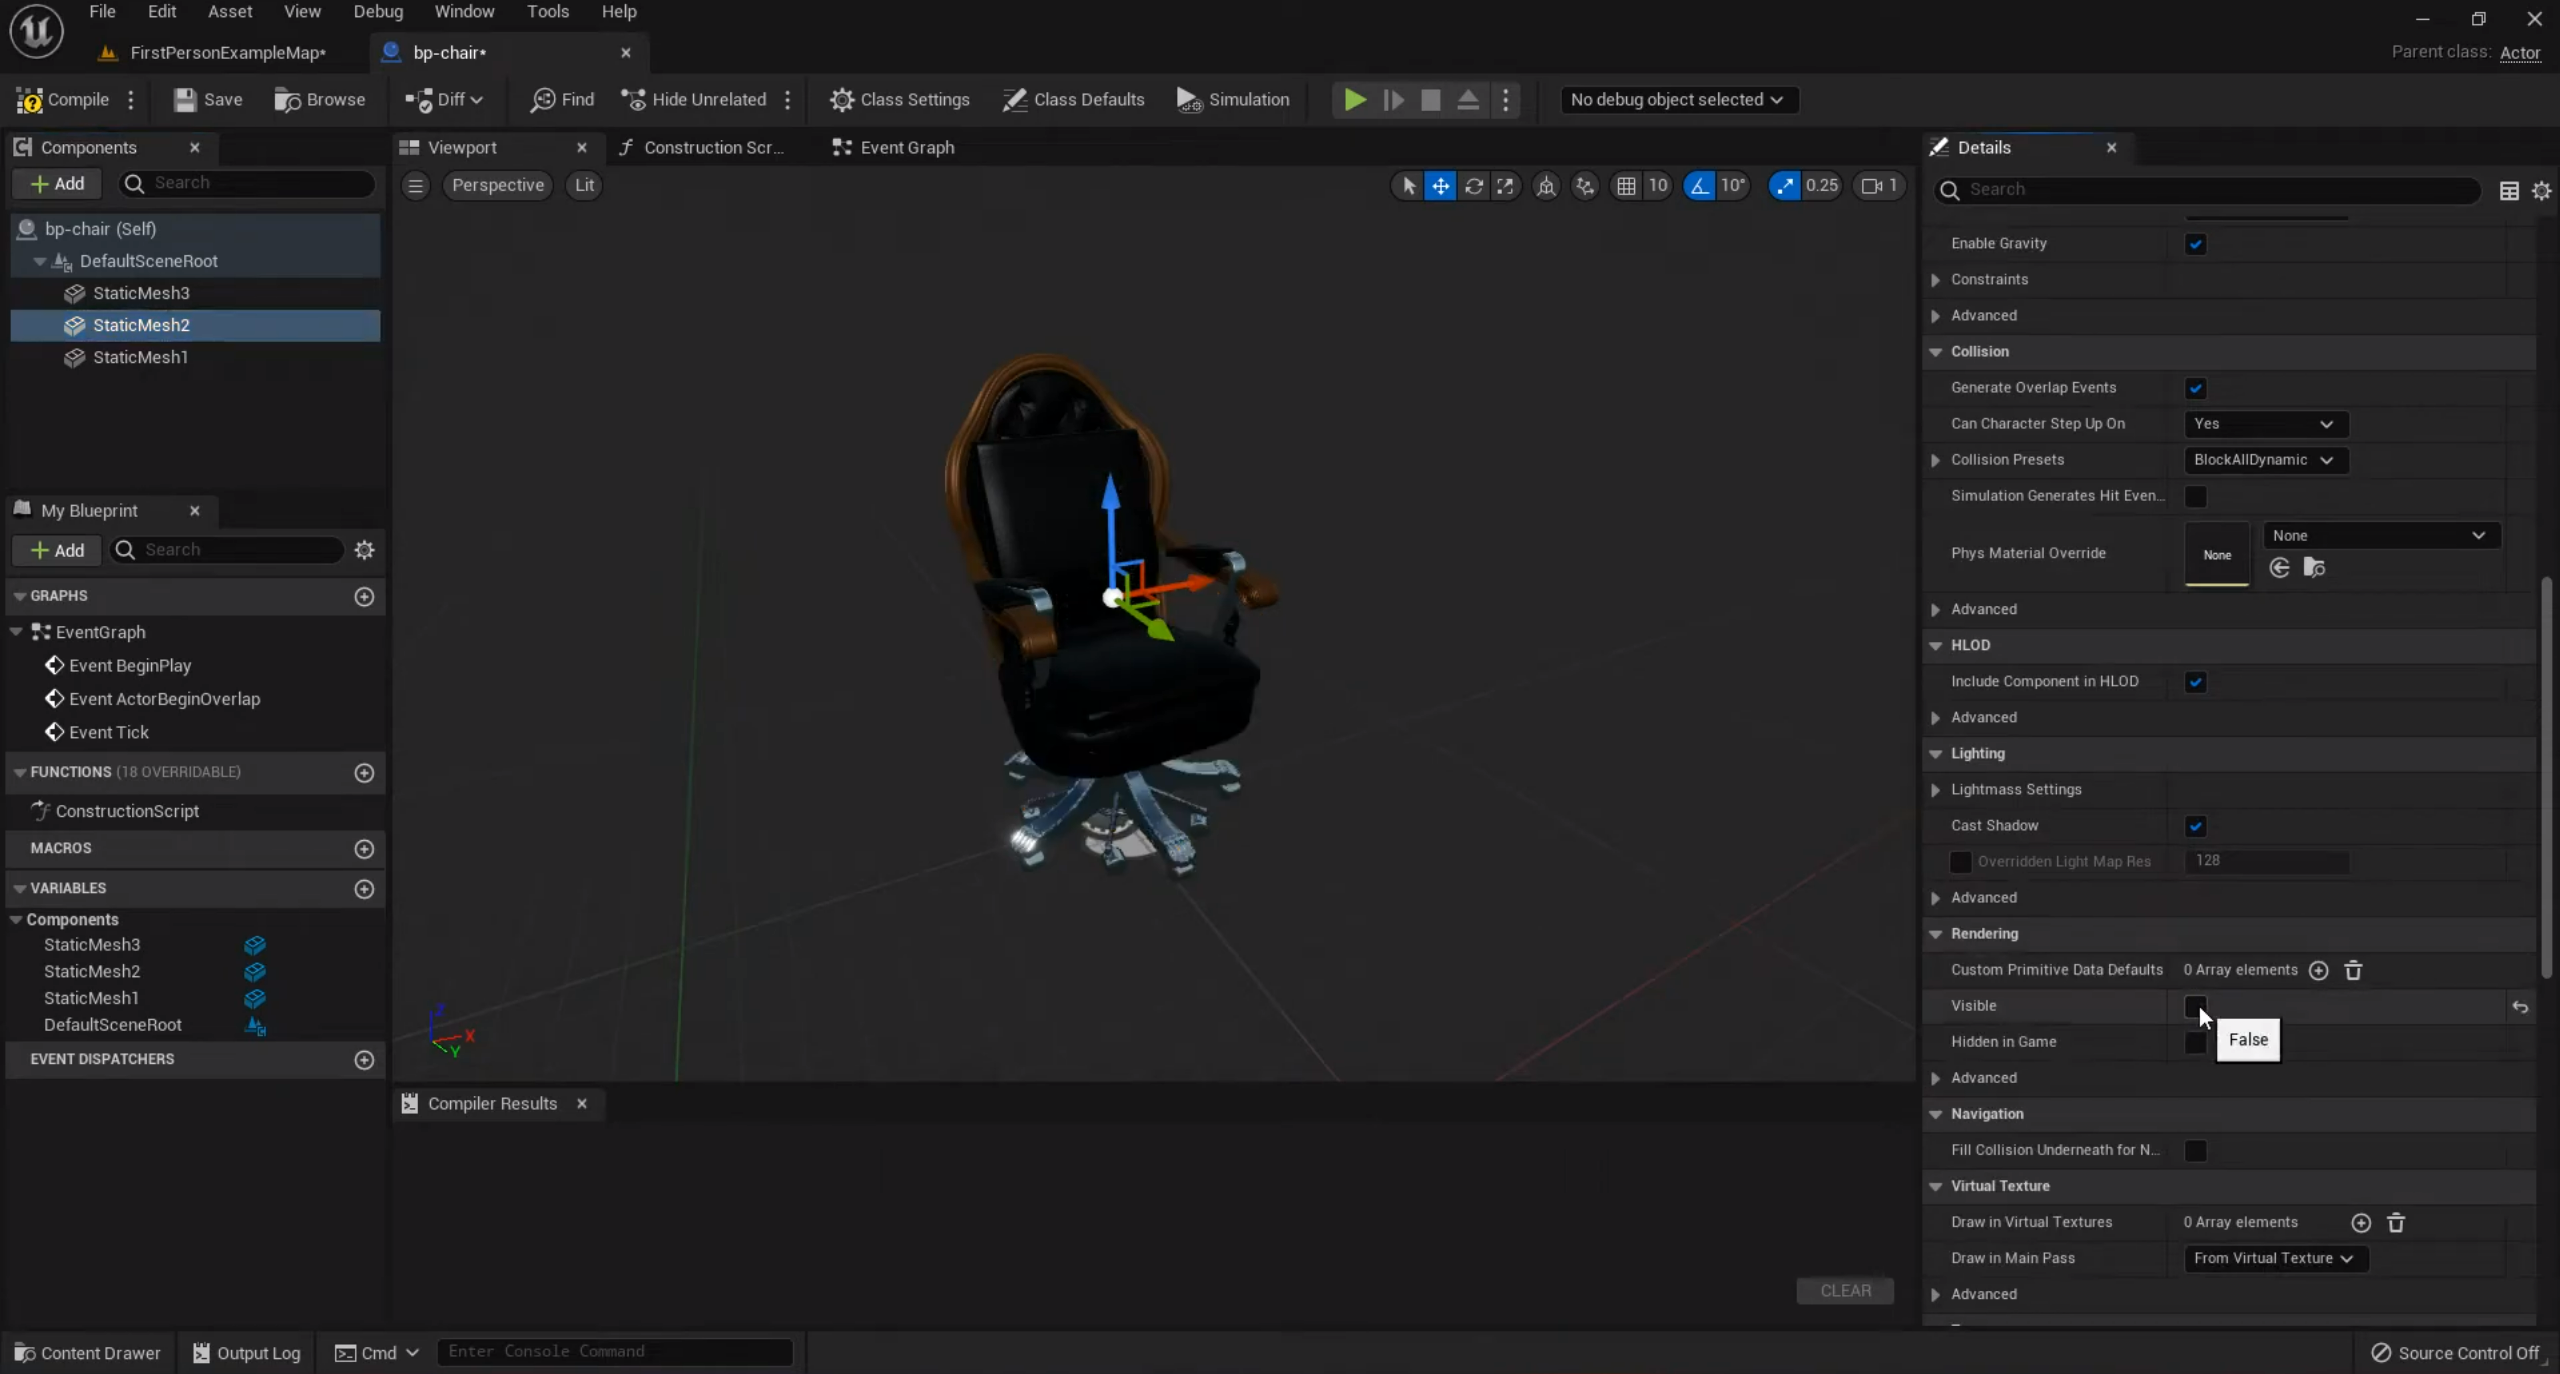 File Edit Asset View Debug Window Tools Help
FirstPersonExampleMap* bp-chair*
Parent class: Actor
Compile Save Browse Diff Find Hide Unrelated Class Settings Class Defaults Simulation No debug object selected
Components
Add Search
bp-chair (Self)
DefaultSceneRoot
StaticMesh3
StaticMesh2
StaticMesh1
My Blueprint
Add Search
GRAPHS
EventGraph
Event BeginPlay
Event ActorBeginOverlap
Event Tick
FUNCTIONS (18 OVERRIDABLE)
ConstructionScript
MACROS
VARIABLES
Components
StaticMesh3
StaticMesh2
StaticMesh1
DefaultSceneRoot
EVENT DISPATCHERS
Viewport Construction Scr... Event Graph
Perspective Lit 10 10° 0.25 1
Z
X
Y
Compiler Results
CLEAR
Details
Search
Enable Gravity
Constraints
Advanced
Collision
Generate Overlap Events
Can Character Step Up On Yes
Collision Presets BlockAllDynamic
Simulation Generates Hit Even...
Phys Material Override None None
Advanced
HLOD
Include Component in HLOD
Advanced
Lighting
Lightmass Settings
Cast Shadow
Overridden Light Map Res 128
Advanced
Rendering
Custom Primitive Data Defaults 0 Array elements
Visible
Hidden in Game
False
Advanced
Navigation
Fill Collision Underneath for N...
Virtual Texture
Draw in Virtual Textures 0 Array elements
Draw in Main Pass From Virtual Texture
Advanced
Content Drawer Output Log Cmd Enter Console Command Source Control Off